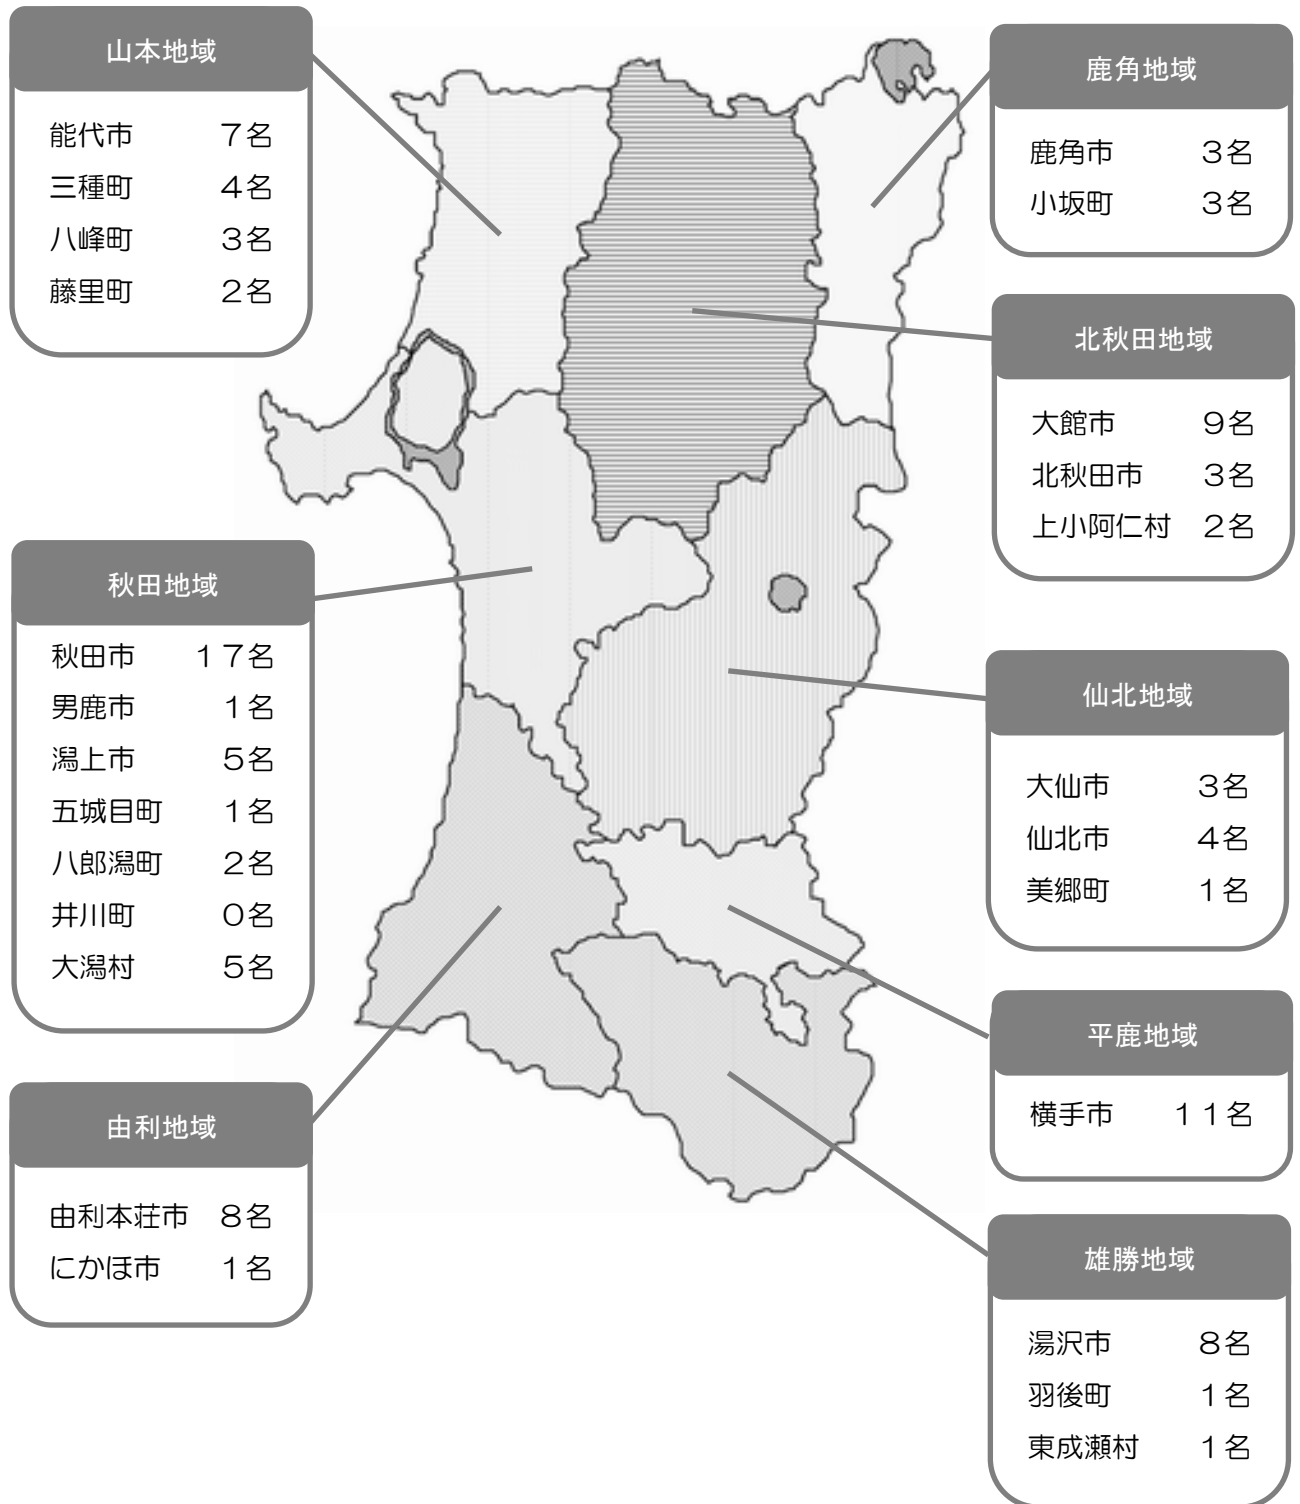 山本地域
能代市 7名
三種町 4名
八峰町 3名
藤里町 2名
鹿角地域
鹿角市 3名
小坂町 3名
北秋田地域
大館市 9名
北秋田市 3名
上小阿仁村 2名
秋田地域
秋田市 17名
男鹿市 1名
潟上市 5名
五城目町 1名
八郎潟町 2名
井川町 0名
大潟村 5名
仙北地域
大仙市 3名
仙北市 4名
美郷町 1名
平鹿地域
横手市 11名
由利地域
由利本荘市 8名
にかほ市 1名
雄勝地域
湯沢市 8名
羽後町 1名
東成瀬村 1名